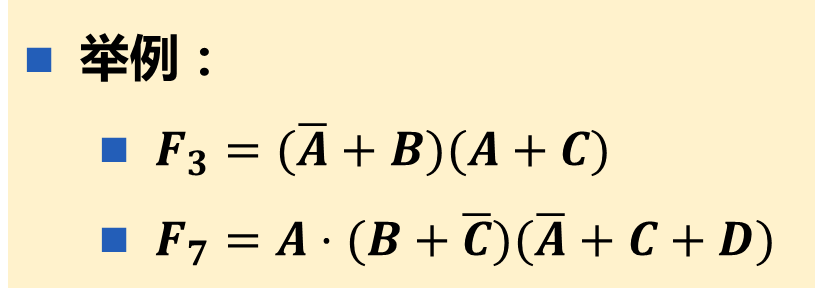 ■ 举例：
■ F₃ = (A̅ + B)(A + C)
■ F₇ = A · (B + C̅)(A̅ + C + D)